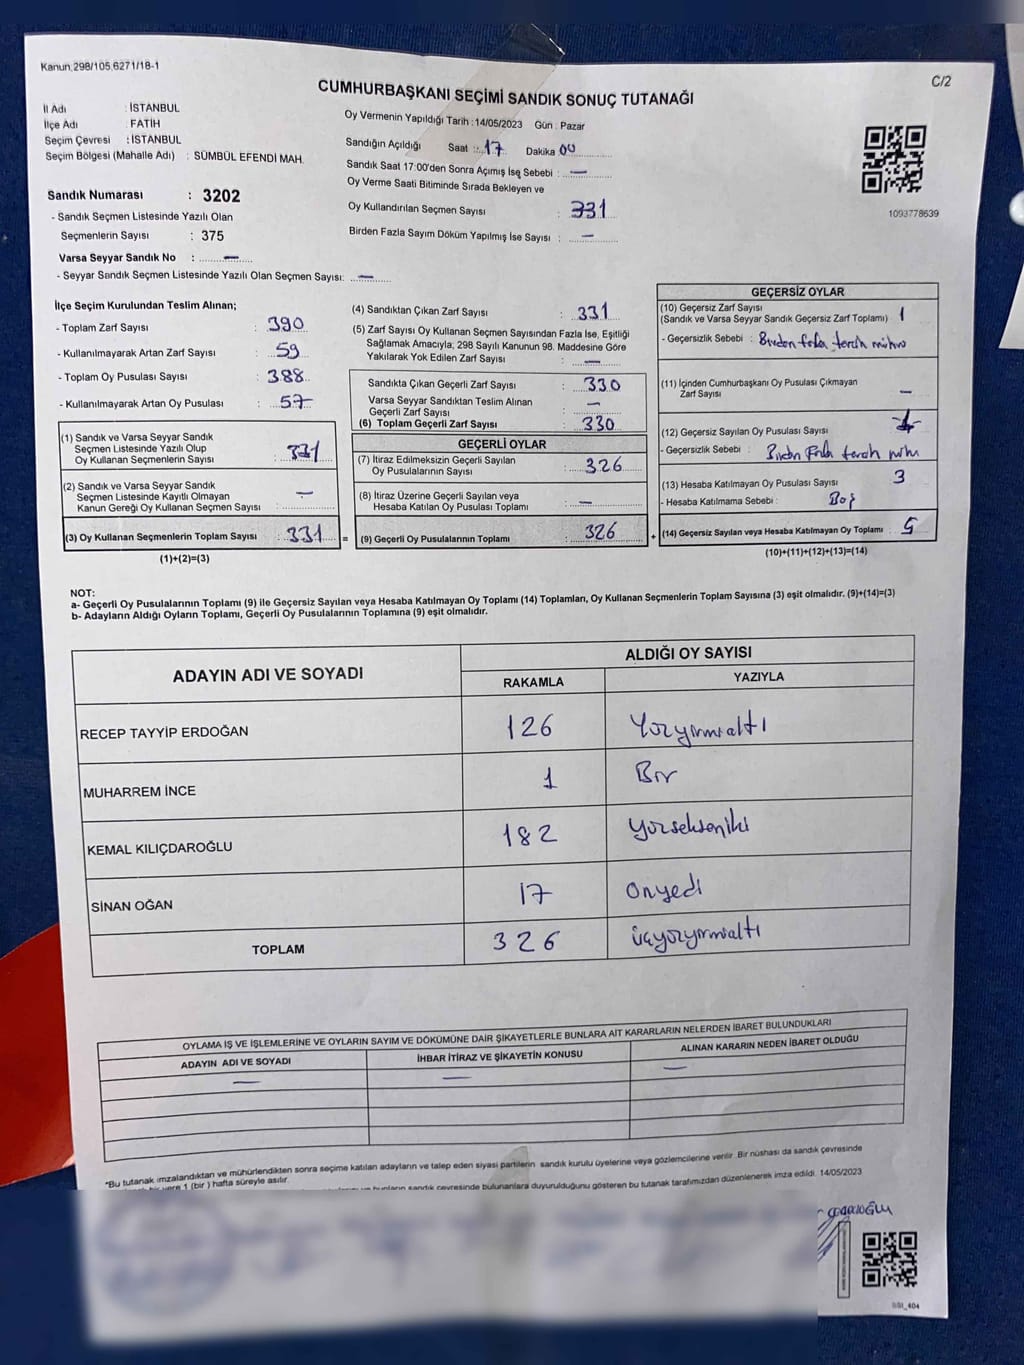 Kanun 298/105,6271/18-1
C/2
CUMHURBAŞKANI SEÇİMİ SANDIK SONUÇ TUTANAĞI
İl Adı : İSTANBUL
İlçe Adı : FATİH
Seçim Çevresi : İSTANBUL
Seçim Bölgesi (Mahalle Adı) : SÜMBÜL EFENDİ MAH.
Sandık Numarası : 3202
- Sandık Seçmen Listesinde Yazılı Olan
Seçmenlerin Sayısı : 375
Varsa Seyyar Sandık No : —
- Seyyar Sandık Seçmen Listesinde Yazılı Olan Seçmen Sayısı: —
Oy Vermenin Yapıldığı Tarih : 14/05/2023 Gün : Pazar
Sandığın Açıldığı Saat : 17 Dakika 00
Sandık Saat 17:00'den Sonra Açımış İse Sebebi : —
Oy Verme Saati Bitiminde Sırada Bekleyen ve
Oy Kullandırılan Seçmen Sayısı : 331
Birden Fazla Sayım Döküm Yapılmış İse Sayısı : —
1093778639
İlçe Seçim Kurulundan Teslim Alınan;
- Toplam Zarf Sayısı : 390
- Kullanılmayarak Artan Zarf Sayısı : 59
- Toplam Oy Pusulası Sayısı : 388
- Kullanılmayarak Artan Oy Pusulası : 57
(1) Sandık ve Varsa Seyyar Sandık
Seçmen Listesinde Yazılı Olup
Oy Kullanan Seçmenlerin Sayısı : 331
(2) Sandık ve Varsa Seyyar Sandık
Seçmen Listesinde Kayıtlı Olmayan
Kanun Gereği Oy Kullanan Seçmen Sayısı : —
(3) Oy Kullanan Seçmenlerin Toplam Sayısı : 331 =
(1)+(2)=(3)
(4) Sandıktan Çıkan Zarf Sayısı : 331
(5) Zarf Sayısı Oy Kullanan Seçmen Sayısından Fazla İse, Eşitliği
Sağlamak Amacıyla; 298 Sayılı Kanunun 98. Maddesine Göre
Yakılarak Yok Edilen Zarf Sayısı : —
Sandıkta Çıkan Geçerli Zarf Sayısı : 330
Varsa Seyyar Sandıktan Teslim Alınan
Geçerli Zarf Sayısı : —
(6) Toplam Geçerli Zarf Sayısı : 330
GEÇERLİ OYLAR
(7) İtiraz Edilmeksizin Geçerli Sayılan
Oy Pusulalarının Sayısı : 326
(8) İtiraz Üzerine Geçerli Sayılan veya
Hesaba Katılan Oy Pusulası Toplamı : —
(9) Geçerli Oy Pusulalarının Toplamı : 326 +
GEÇERSİZ OYLAR
(10) Geçersiz Zarf Sayısı
(Sandık ve Varsa Seyyar Sandık Geçersiz Zarf Toplamı) 1
- Geçersizlik Sebebi : Birden fazla tercih mührü
(11) İçinden Cumhurbaşkanı Oy Pusulası Çıkmayan
Zarf Sayısı —
(12) Geçersiz Sayılan Oy Pusulası Sayısı 1
- Geçersizlik Sebebi : Birden Fazla tercih mührü
(13) Hesaba Katılmayan Oy Pusulası Sayısı 3
- Hesaba Katılmama Sebebi : Boş
(14) Geçersiz Sayılan veya Hesaba Katılmayan Oy Toplamı 5
(10)+(11)+(12)+(13)=(14)
NOT:
a- Geçerli Oy Pusulalarının Toplamı (9) ile Geçersiz Sayılan veya Hesaba Katılmayan Oy Toplamı (14) Toplamları, Oy Kullanan Seçmenlerin Toplam Sayısına (3) eşit olmalıdır. (9)+(14)=(3)
b- Adayların Aldığı Oyların Toplamı, Geçerli Oy Pusulalarının Toplamına (9) eşit olmalıdır.
ADAYIN ADI VE SOYADI
ALDIĞI OY SAYISI
RAKAMLA YAZIYLA
RECEP TAYYİP ERDOĞAN 126 Yüzyirmialtı
MUHARREM İNCE 1 Bir
KEMAL KILIÇDAROĞLU 182 Yüzsekseniki
SİNAN OĞAN 17 Onyedi
TOPLAM 326 üçyüzyirmialtı
OYLAMA İŞ VE İŞLEMLERİNE VE OYLARIN SAYIM VE DÖKÜMÜNE DAİR ŞİKAYETLERLE BUNLARA AİT KARARLARIN NELERDEN İBARET BULUNDUKLARI
ADAYIN ADI VE SOYADI İHBAR İTİRAZ VE ŞİKAYETİN KONUSU ALINAN KARARIN NEDEN İBARET OLDUĞU
— — —
*Bu tutanak imzalandıktan ve mühürlendikten sonra seçime katılan adayların ve talep eden siyasi partilerin sandık kurulu üyelerine veya gözlemcilerine verilir. Bir nüshası da sandık çevresinde
yere 1 (bir) hafta süreyle asılır.
sandık çevresinde bulunanlara duyurulduğunu gösteren bu tutanak tarafımızdan düzenlenerek imza edildi. 14/05/2023